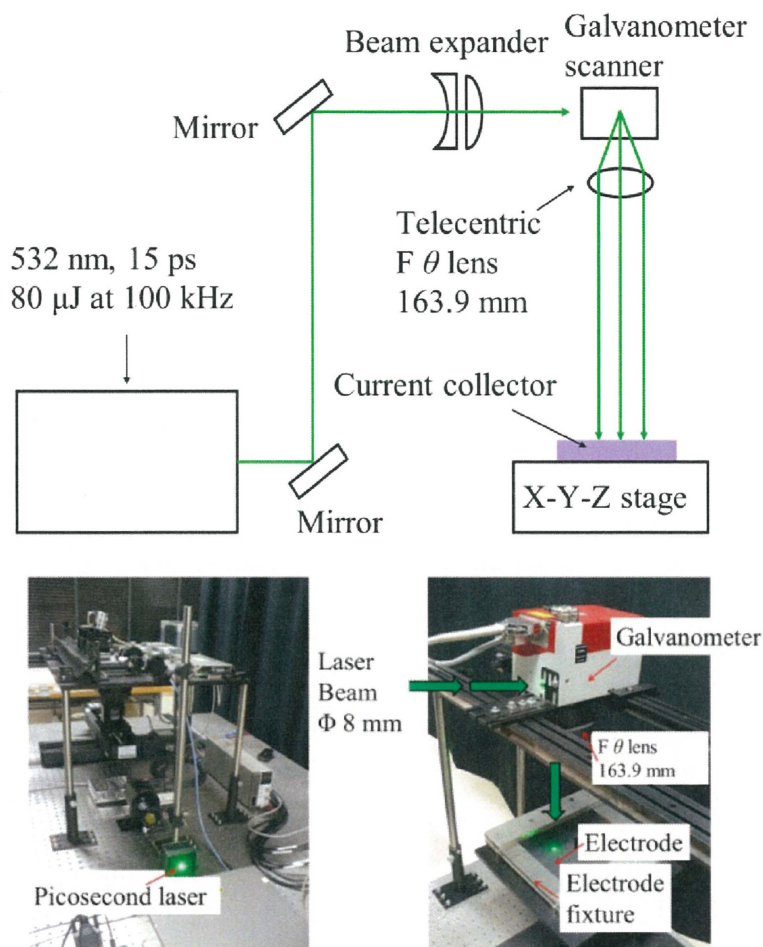 Beam expander
Galvanometer
scanner
Mirror
Telecentric
F θ lens
163.9 mm
532 nm, 15 ps
80 μJ at 100 kHz
Current collector
Mirror
X-Y-Z stage
Laser
Beam
Φ 8 mm
Galvanometer
F θ lens
163.9 mm
Picosecond laser
Electrode
Electrode
fixture